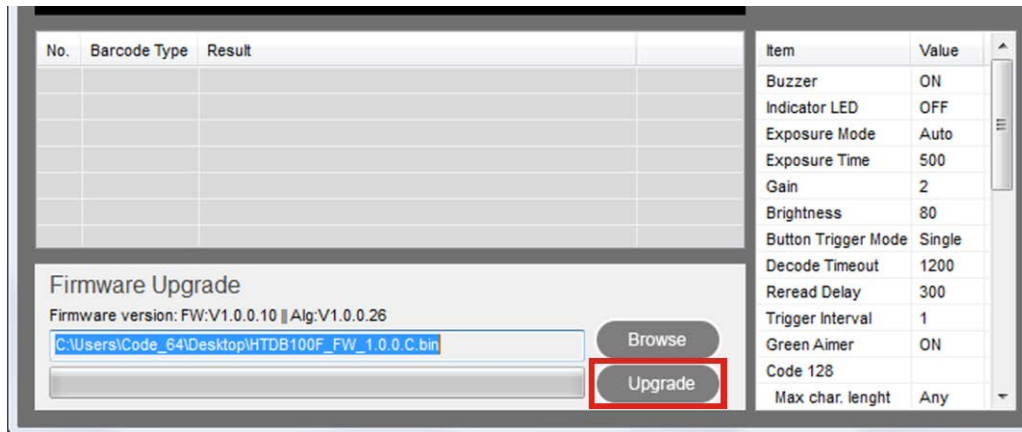 No. Barcode Type Result
Firmware Upgrade
Firmware version: FW:V1.0.0.10 || Alg:V1.0.0.26
C:\Users\Code_64\Desktop\HTDB100F_FW_1.0.0.C.bin
Browse
Upgrade
Item Value
Buzzer ON
Indicator LED OFF
Exposure Mode Auto
Exposure Time 500
Gain 2
Brightness 80
Button Trigger Mode Single
Decode Timeout 1200
Reread Delay 300
Trigger Interval 1
Green Aimer ON
Code 128
Max char. lenght Any